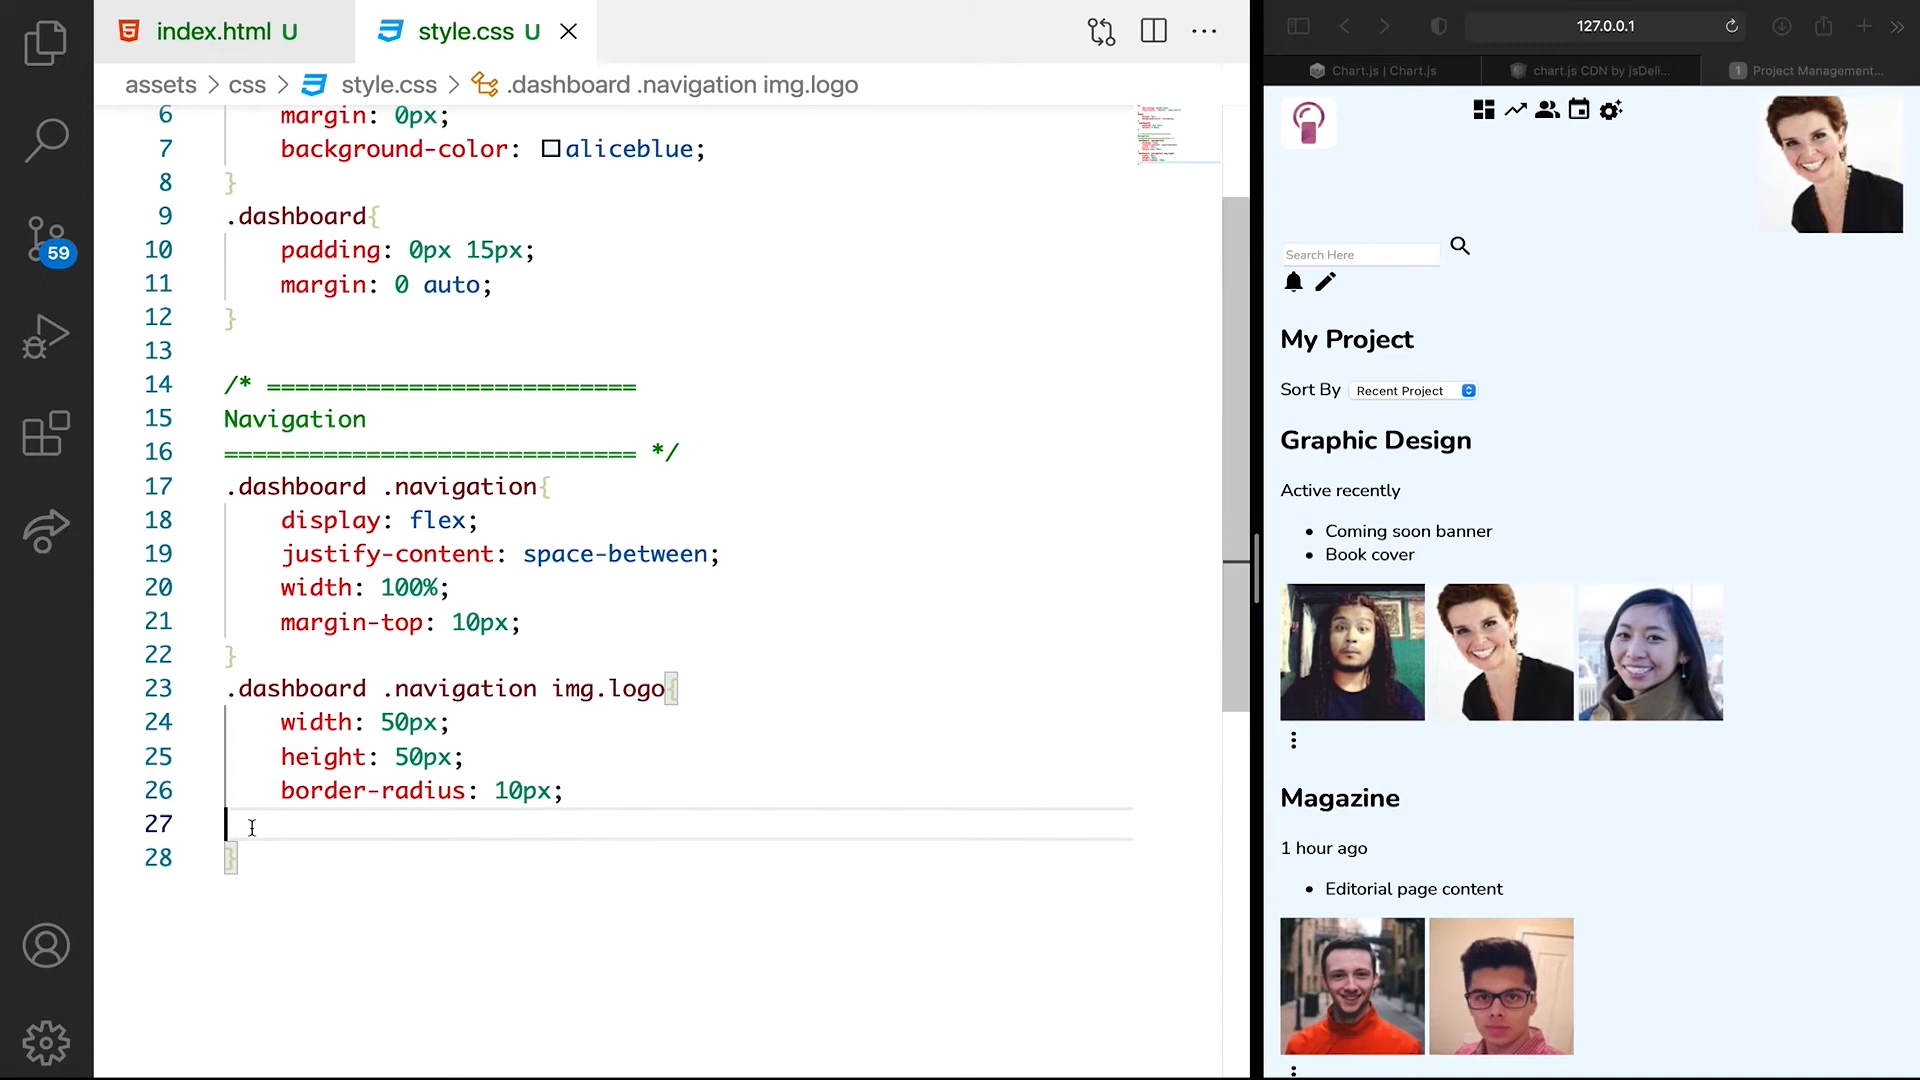 index.html U
style.css U
assets > css > style.css > .dashboard .navigation img.logo
6 margin: 0px;
7 background-color: aliceblue;
8 }
9 .dashboard{
10 padding: 0px 15px;
11 margin: 0 auto;
12 }
13
14 /* ==========================
15 Navigation
16 ============================= */
17 .dashboard .navigation{
18 display: flex;
19 justify-content: space-between;
20 width: 100%;
21 margin-top: 10px;
22 }
23 .dashboard .navigation img.logo{
24 width: 50px;
25 height: 50px;
26 border-radius: 10px;
27
28 }
59
127.0.0.1
Chart.js | Chart.js
chart.js CDN by jsDeli...
1 Project Management...
Search Here
My Project
Sort By Recent Project
Graphic Design
Active recently
• Coming soon banner
• Book cover
Magazine
1 hour ago
• Editorial page content